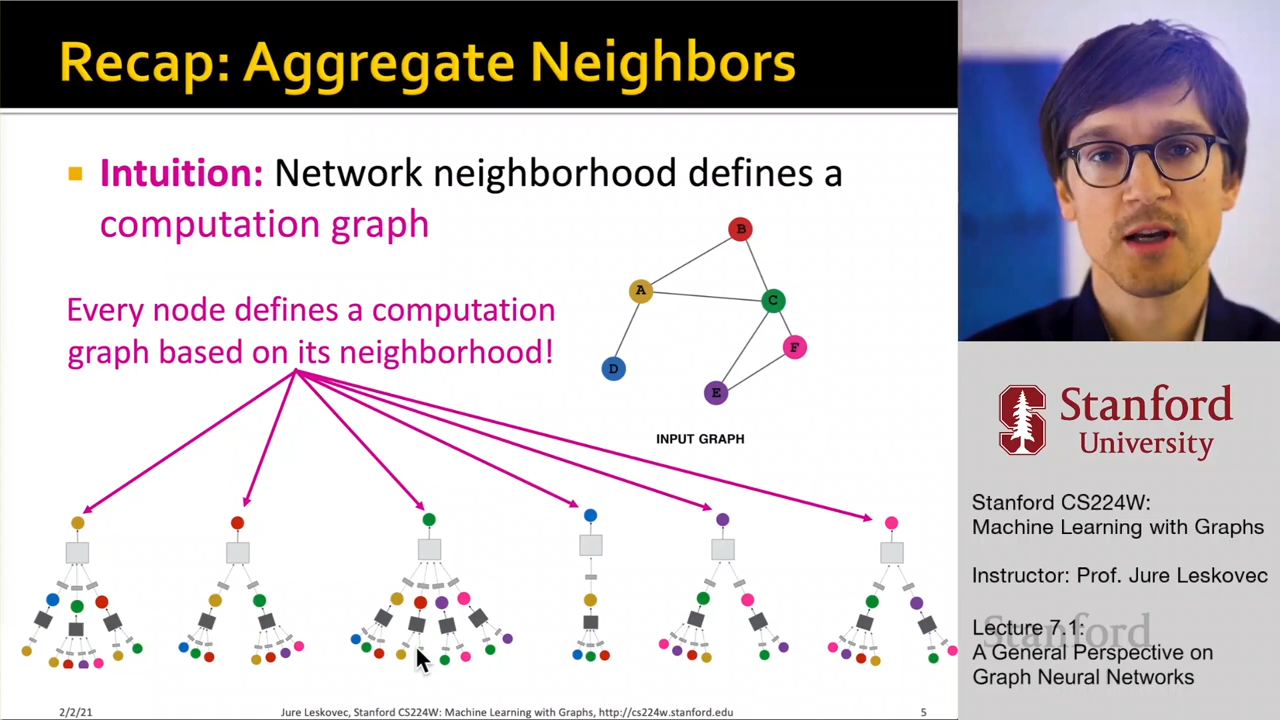 Recap: Aggregate Neighbors
Intuition: Network neighborhood defines a
computation graph
Every node defines a computation
graph based on its neighborhood!
B
A
C
F
D
E
INPUT GRAPH
2/2/21
Jure Leskovec, Stanford CS224W: Machine Learning with Graphs, http://cs224w.stanford.edu
5
Stanford
University
Stanford CS224W:
Machine Learning with Graphs
Instructor: Prof. Jure Leskovec
Stanford
Lecture 7.1:
A General Perspective on
Graph Neural Networks